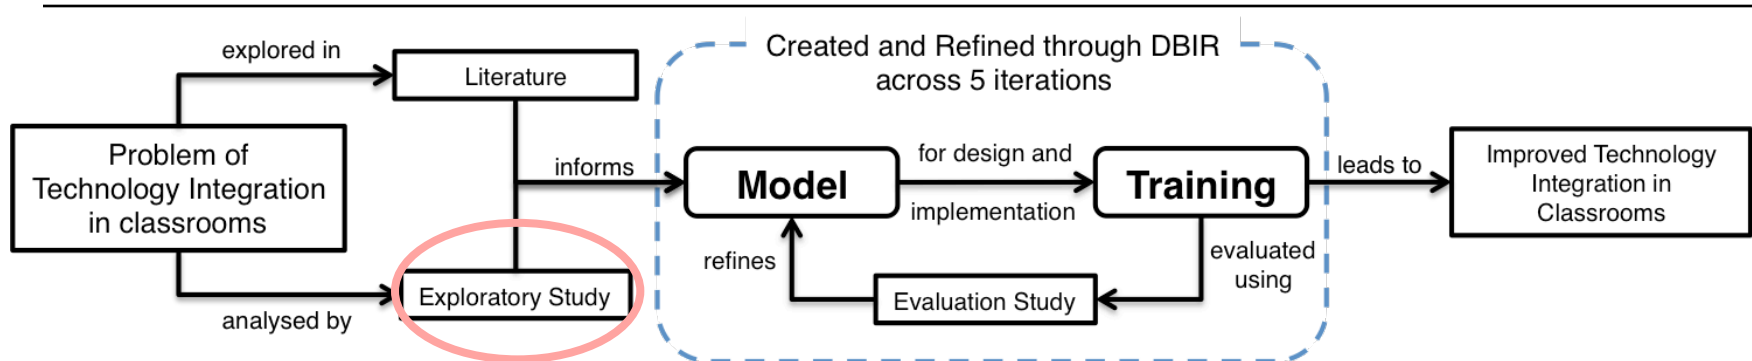 explored in
Literature
Created and Refined through DBIR
across 5 iterations
Problem of
Technology Integration
in classrooms
informs
Model
for design and
implementation
Training
leads to
Improved Technology
Integration in
Classrooms
analysed by
Exploratory Study
refines
Evaluation Study
evaluated
using